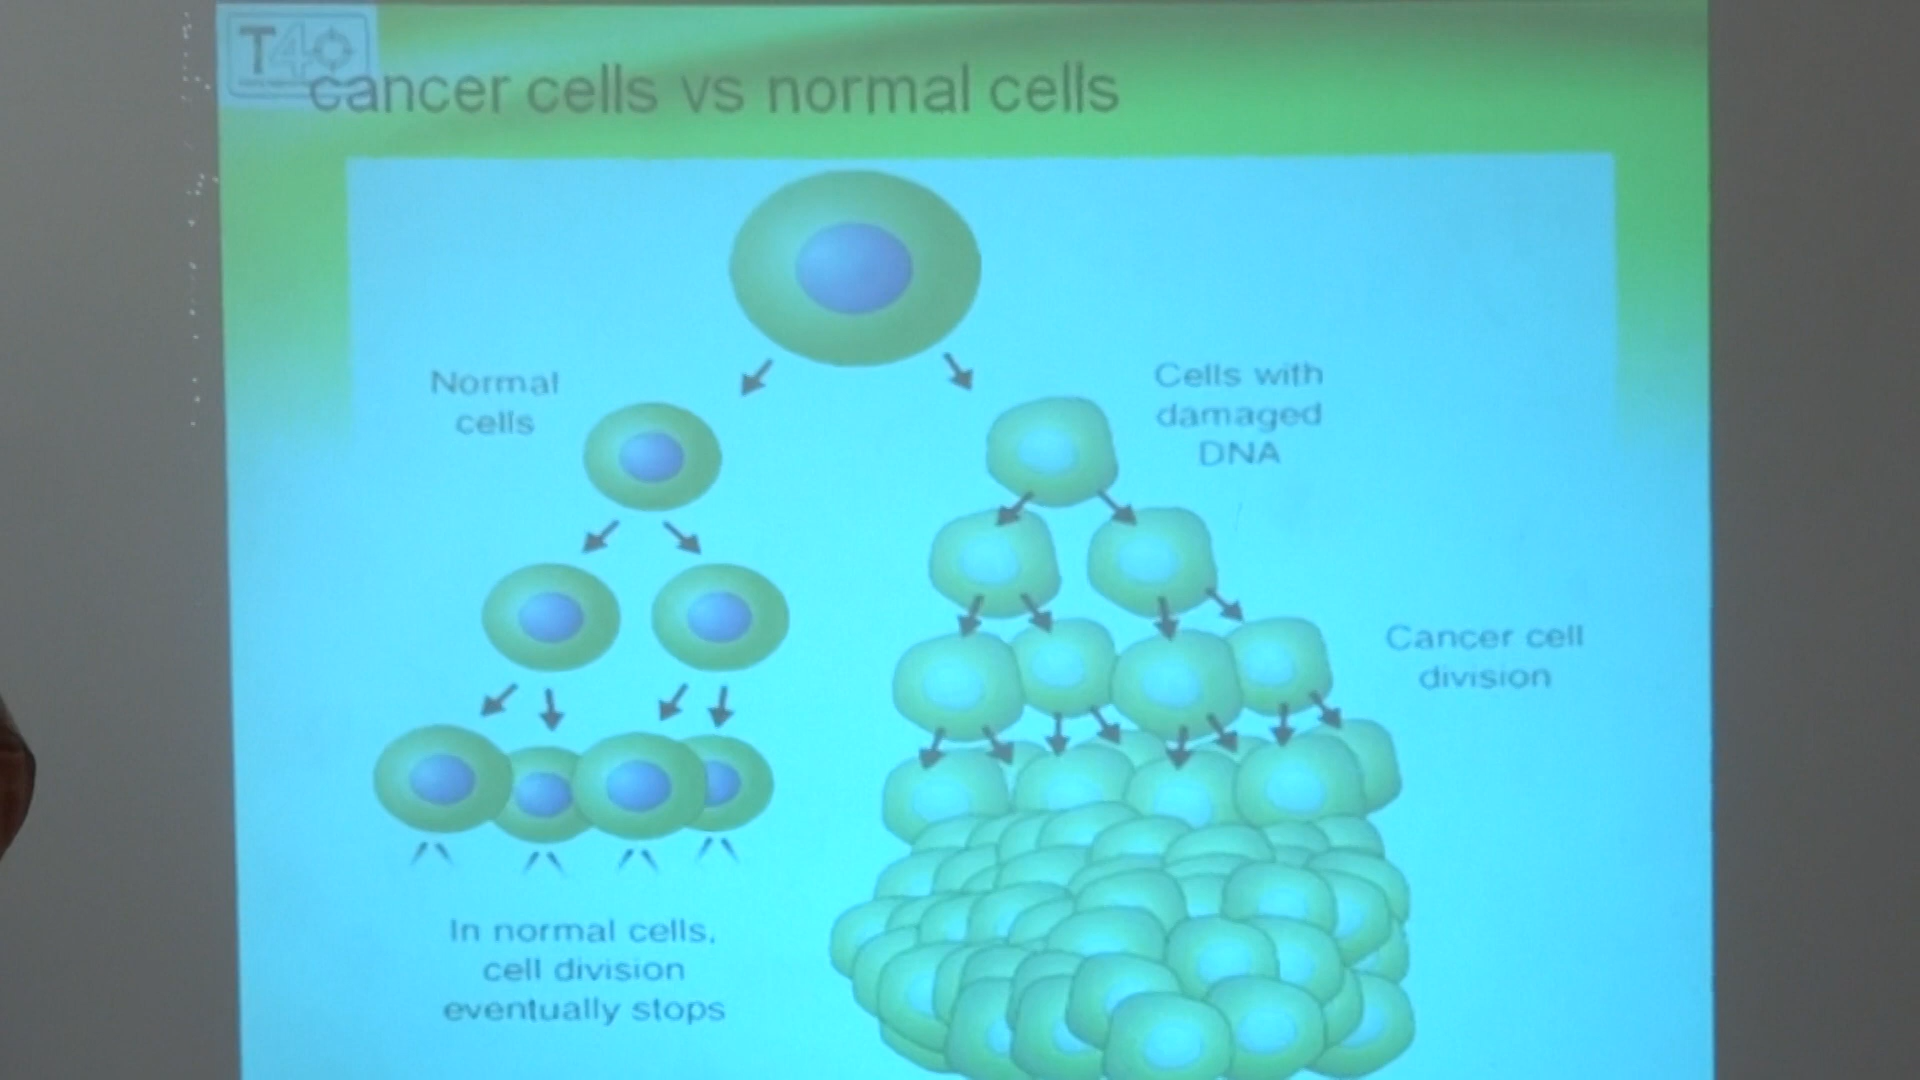 T4
cancer cells vs normal cells
Normal
cells
Cells with
damaged
DNA
Cancer cell
division
In normal cells,
cell division
eventually stops